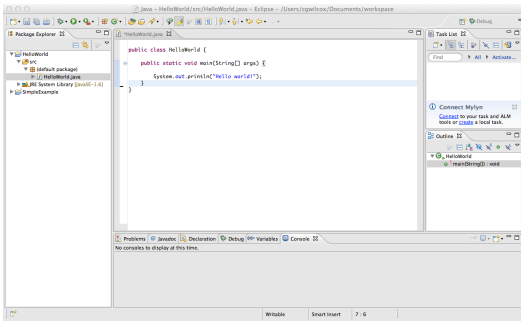 Java - HelloWorld/src/HelloWorld.java - Eclipse - /Users/cgwilcox/Documents/workspace
Debug
Package Explorer
HelloWorld
src
(default package)
HelloWorld.java
JRE System Library [JavaSE-1.6]
SimpleExample
*HelloWorld.java
public class HelloWorld {
public static void main(String[] args) {
System.out.println("Hello world!");
}
}
Task List
Find
All
Activate...
Connect Mylyn
Connect to your task and ALM
tools or create a local task.
Outline
HelloWorld
main(String[]) : void
Problems
Javadoc
Declaration
Debug
Variables
Console
No consoles to display at this time.
Writable
Smart Insert
7 : 6